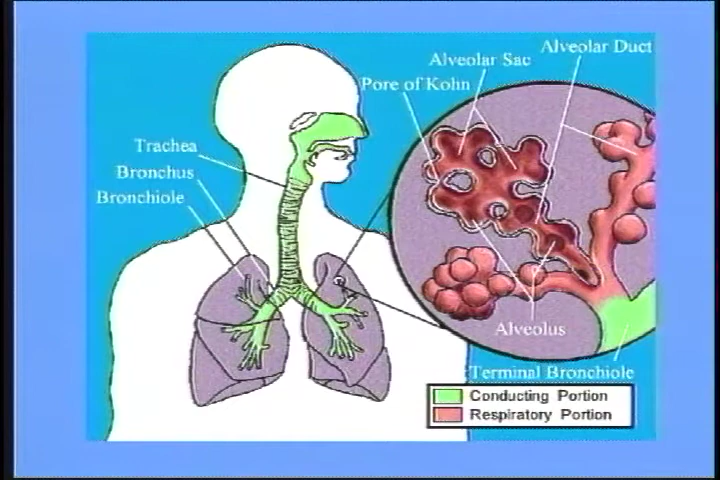 Alveolar Duct
Alveolar Sac
Pore of Kohn
Trachea
Bronchus
Bronchiole
Alveolus
Terminal Bronchiole
Conducting Portion
Respiratory Portion